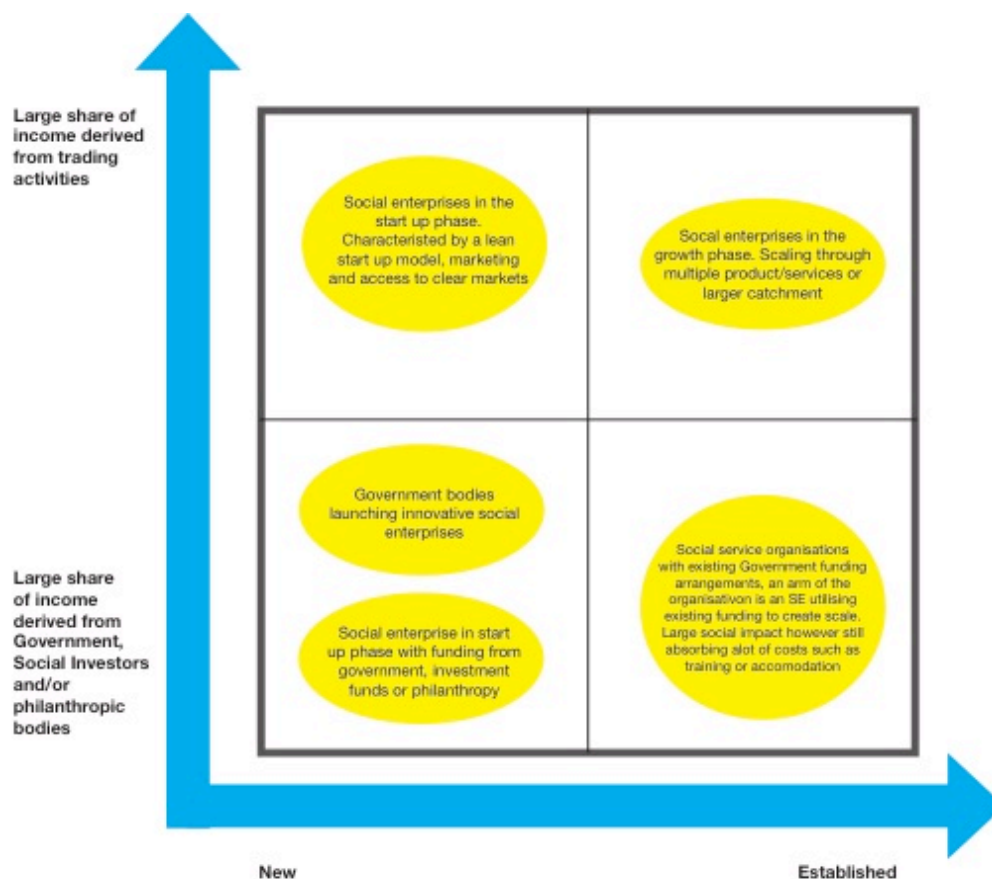 Large share of
income derived
from trading
activities
Social enterprises in the
start up phase.
Characteristed by a lean
start up model, marketing
and access to clear markets
Socal enterprises in the
growth phase. Scaling through
multiple product/services or
larger catchment
Government bodies
launching innovative social
enterprises
Large share
of income
derived from
Government,
Social Investors
and/or
philanthropic
bodies
Social enterprise in start
up phase with funding from
government, investment
funds or philanthropy
Social service organisations
with existing Government funding
arrangements, an arm of the
organisativon is an SE utilising
existing funding to create scale.
Large social impact however still
absorbing alot of costs such as
training or accomodation
New
Established